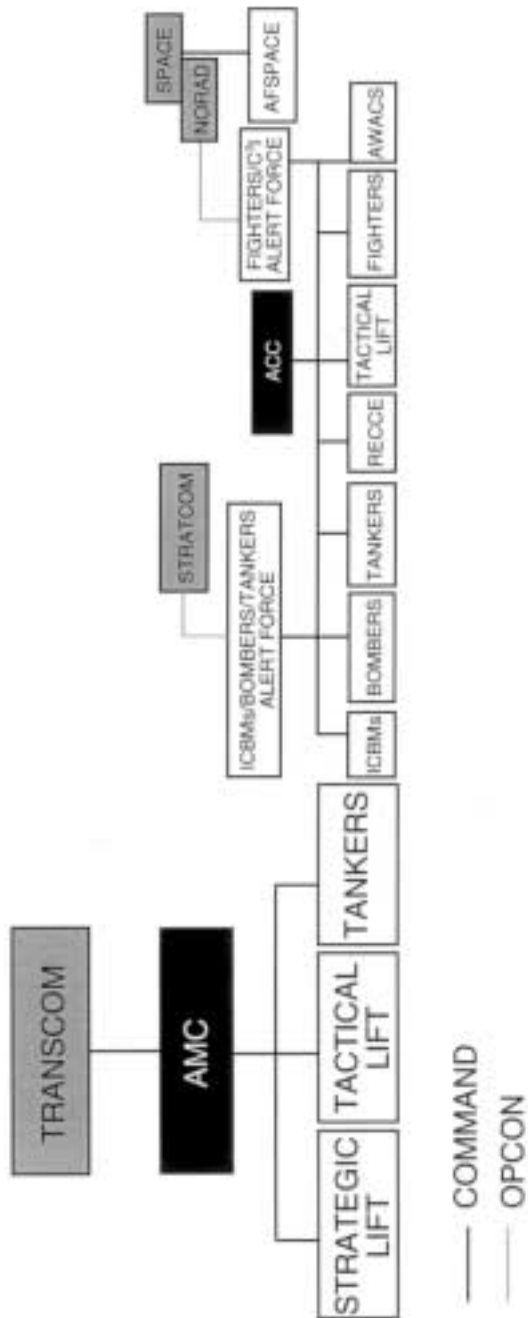 TRANSCOM
AMC
STRATEGIC
LIFT
TACTICAL
LIFT
TANKERS
STRATCOM
ICBMs/BOMBERS/TANKERS
ALERT FORCE
ACC
SPACE
NORAD
FIGHTERS/C³I
ALERT FORCE
AFSPACE
ICBMs
BOMBERS
TANKERS
RECCE
TACTICAL
LIFT
FIGHTERS
AWACS
COMMAND
OPCON